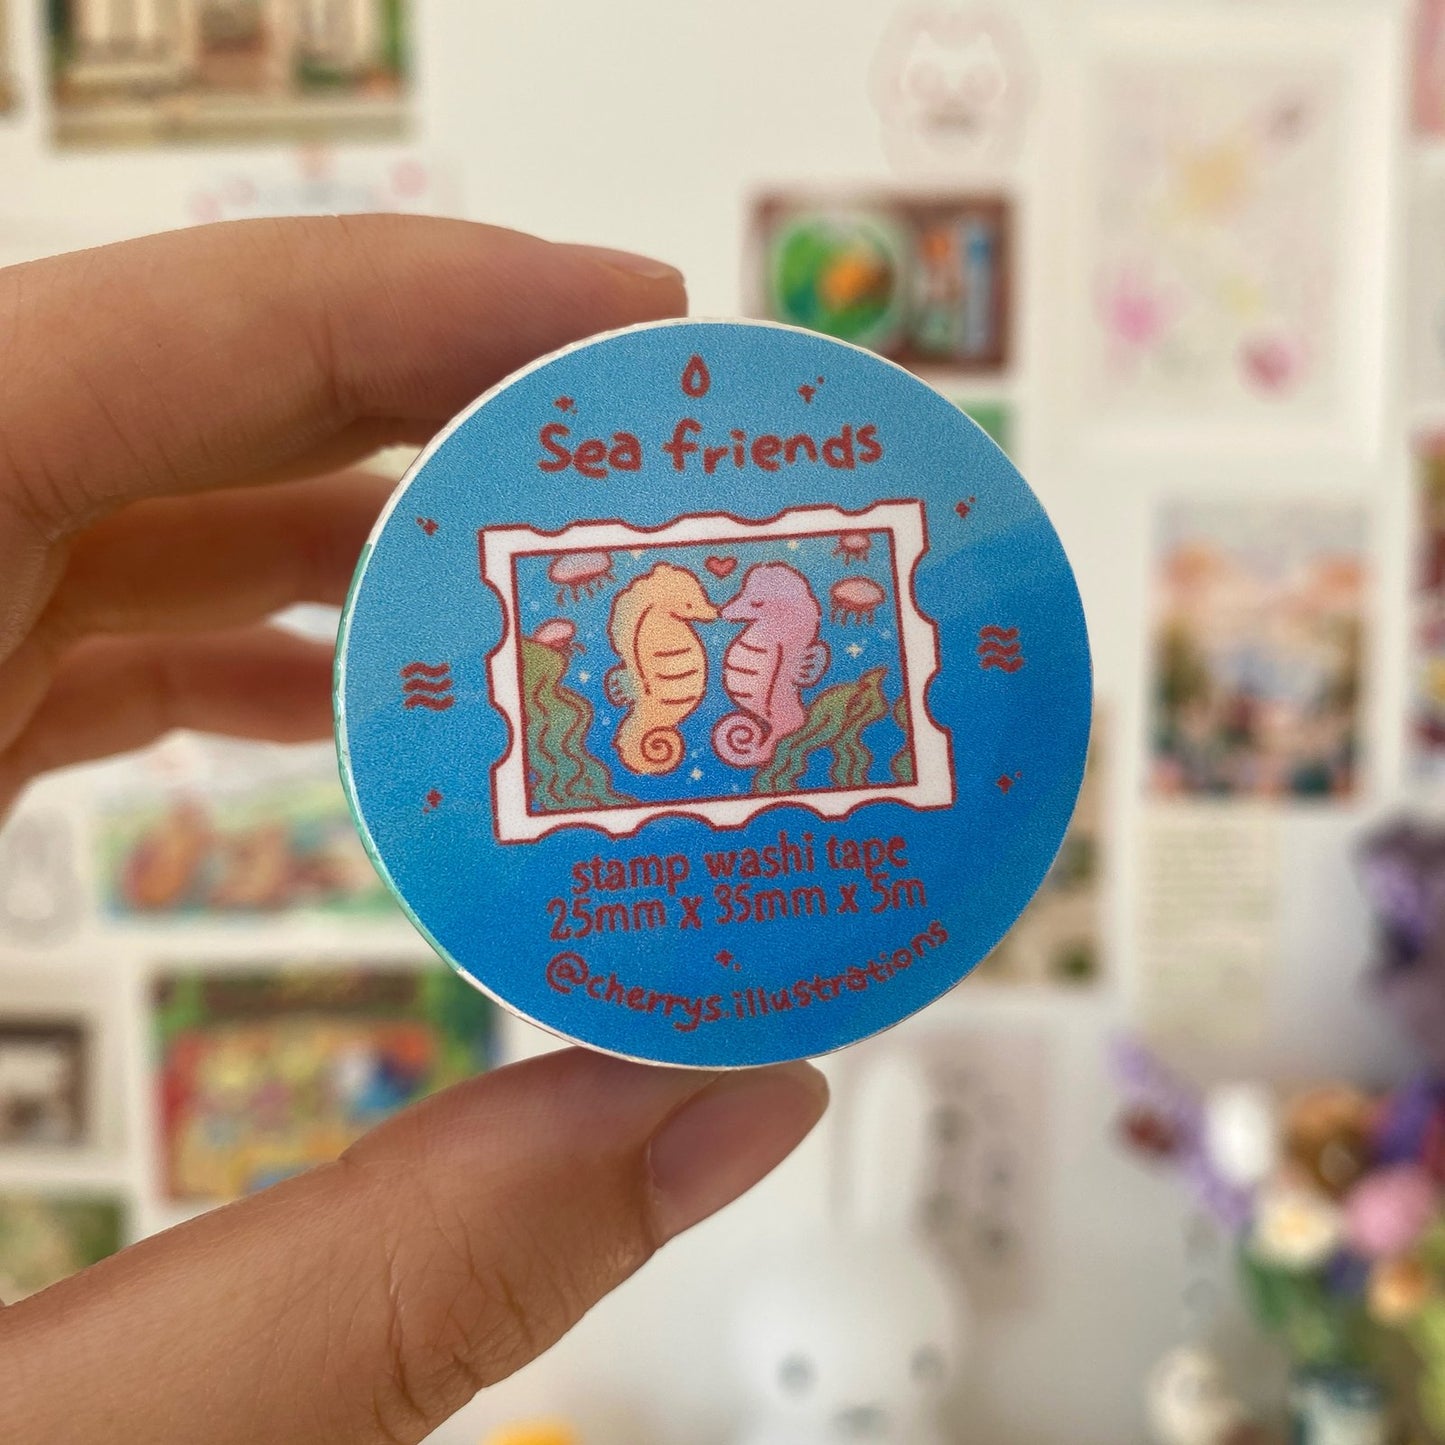 Sea friends
stamp washi tape
25mm x 35mm x 5m
@cherrys.illustrations